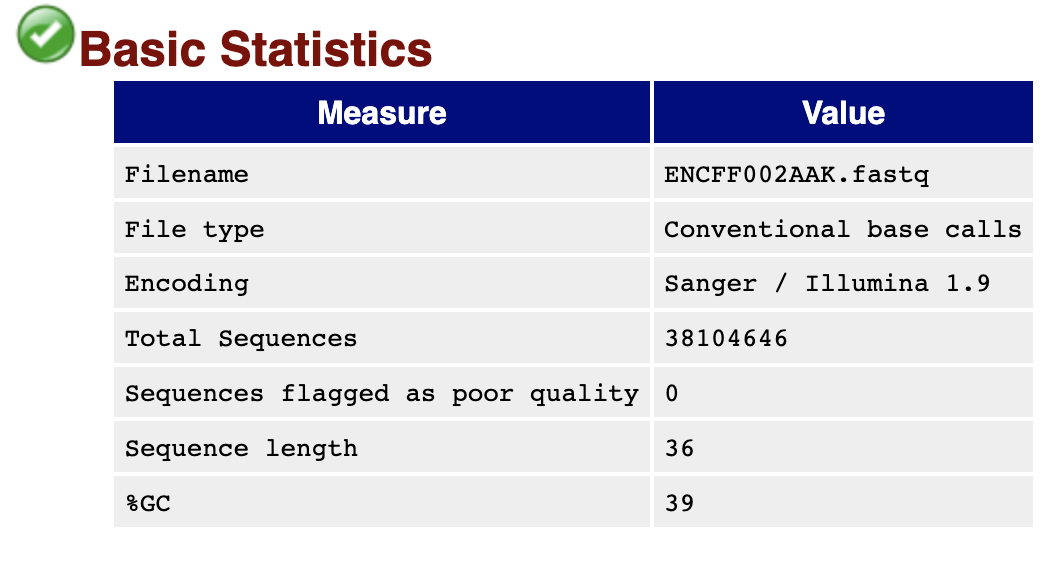 Basic Statistics
Measure Value
Filename ENCFF002AAK.fastq
File type Conventional base calls
Encoding Sanger / Illumina 1.9
Total Sequences 38104646
Sequences flagged as poor quality 0
Sequence length 36
%GC 39